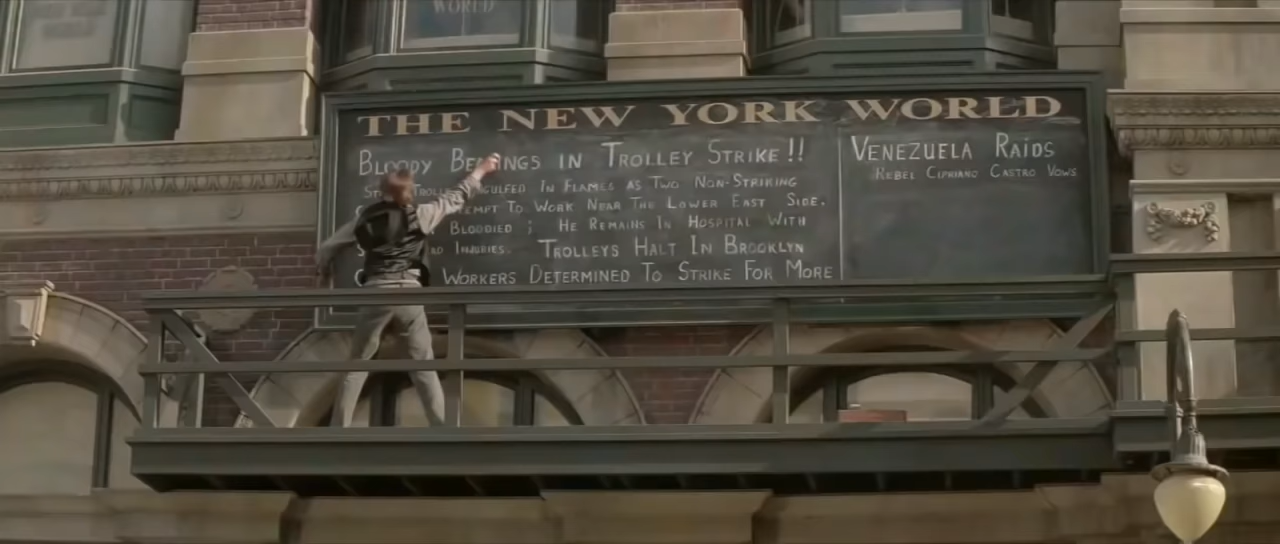 WORLD
THE NEW YORK WORLD
BLOODY BEATINGS IN TROLLEY STRIKE!!
TROLLEY ENGULFED IN FLAMES AS TWO NON-STRIKING
TO WORK NEAR THE LOWER EAST SIDE.
BLOODIED ; HE REMAINS IN HOSPITAL WITH
INJURIES. TROLLEYS HALT IN BROOKLYN
WORKERS DETERMINED TO STRIKE FOR MORE
VENEZUELA RAIDS
REBEL CIPRIANO CASTRO VOWS